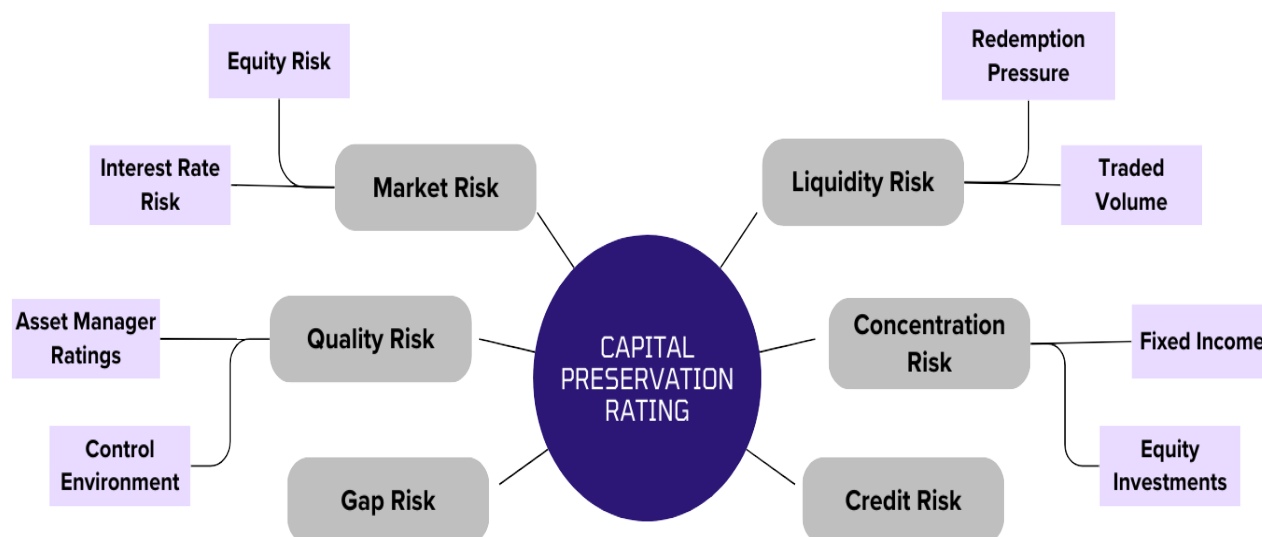 Equity Risk
Interest Rate
Risk
Market Risk
Redemption
Pressure
Liquidity Risk
Traded
Volume
Asset Manager
Ratings
Quality Risk
Control
Environment
Gap Risk
CAPITAL
PRESERVATION
RATING
Concentration
Risk
Fixed Income
Equity
Investments
Credit Risk